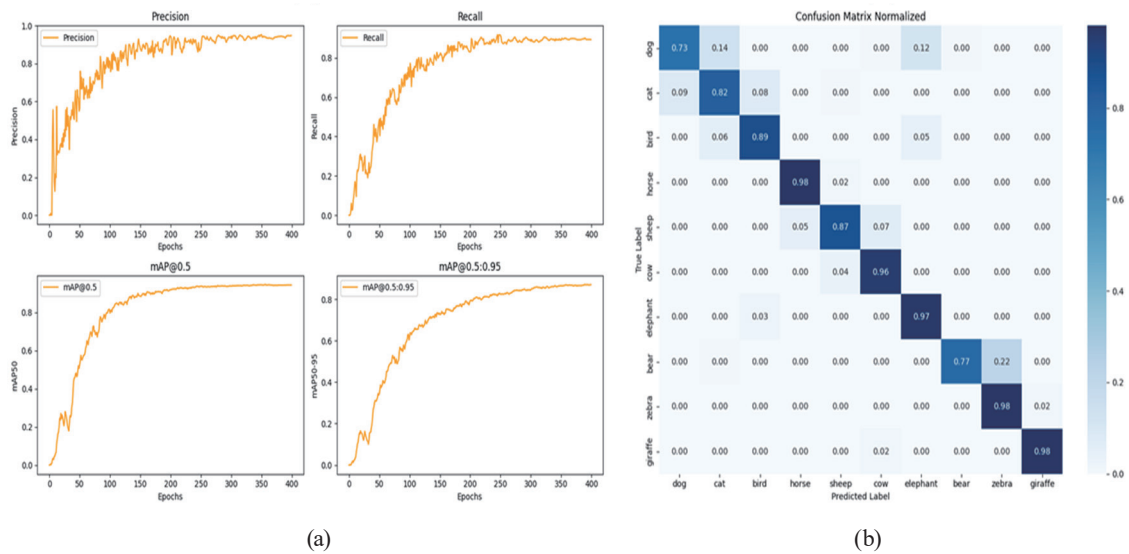 Precision
Precision
1.0
0.8
0.6
0.4
0.2
0.0
Precision
0 50 100 150 200 250 300 350 400
Epochs
Recall
Recall
1.0
0.8
0.6
0.4
0.2
0.0
Recall
0 50 100 150 200 250 300 350 400
Epochs
mAP@0.5
mAP@0.5
0.8
0.6
0.4
0.2
0.0
mAP50
0 50 100 150 200 250 300 350 400
Epochs
mAP@0.5:0.95
mAP@0.5:0.95
0.8
0.6
0.4
0.2
0.0
mAP50-95
0 50 100 150 200 250 300 350 400
Epochs
(a)
Confusion Matrix Normalized
True Label
dog 0.73 0.14 0.00 0.00 0.00 0.00 0.12 0.00 0.00 0.00
cat 0.09 0.82 0.08 0.00 0.00 0.00 0.00 0.00 0.00 0.00
bird 0.00 0.06 0.89 0.00 0.00 0.00 0.05 0.00 0.00 0.00
horse 0.00 0.00 0.00 0.98 0.02 0.00 0.00 0.00 0.00 0.00
sheep 0.00 0.00 0.00 0.05 0.87 0.07 0.00 0.00 0.00 0.00
cow 0.00 0.00 0.00 0.00 0.04 0.96 0.00 0.00 0.00 0.00
elephant 0.00 0.00 0.03 0.00 0.00 0.00 0.97 0.00 0.00 0.00
bear 0.00 0.00 0.00 0.00 0.00 0.00 0.00 0.77 0.22 0.00
zebra 0.00 0.00 0.00 0.00 0.00 0.00 0.00 0.00 0.98 0.02
giraffe 0.00 0.00 0.00 0.00 0.00 0.02 0.00 0.00 0.00 0.98
dog cat bird horse sheep cow elephant bear zebra giraffe
Predicted Label
0.8
0.6
0.4
0.2
0.0
(b)